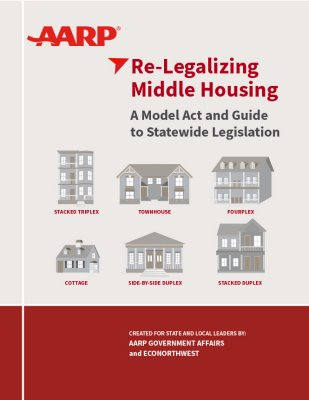 AARP®
Re-Legalizing
Middle Housing
A Model Act and Guide
to Statewide Legislation
STACKED TRIPLEX
TOWNHOUSE
FOURPLEX
COTTAGE
SIDE-BY-SIDE DUPLEX
STACKED DUPLEX
CREATED FOR STATE AND LOCAL LEADERS BY:
AARP GOVERNMENT AFFAIRS
and ECONORTHWEST